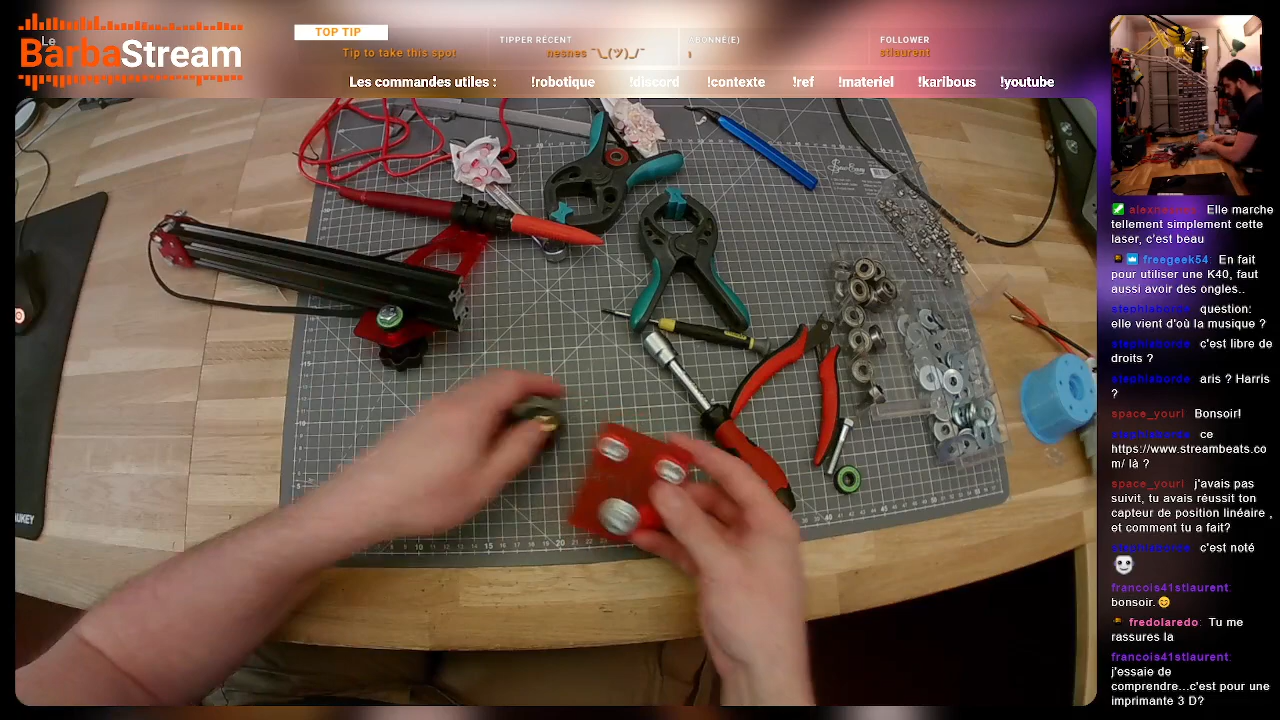 Le
BarbaStream
TOP TIP
Tip to take this spot
TIPPER RÉCENT
nesnes ¯\_(ツ)_/¯
ABONNÉ(E)
FOLLOWER
stlaurent
Les commandes utiles : !robotique !discord !contexte !ref !materiel !karibous !youtube
Elle marche
tellement simplement cette
laser, c'est beau
freegeek54: En fait
pour utiliser une K40, faut
aussi avoir des ongles..
stephlaborde question:
elle vient d'où la musique ?
stephlaborde c'est libre de
droits ?
stephlaborde aris ? Harris
?
space_yourl Bonsoir!
stephlaborde ce
https://www.streambeats.co
m/ là ?
space_yourl j'avais pas
suivit, tu avais réussit ton
capteur de position linéaire ,
et comment tu a fait?
stephlaborde c'est noté
francois41stlaurent:
bonsoir. 😊
fredolaredo: Tu me
rassures la
francois41stlaurent:
j'essaie de
comprendre...c'est pour une
imprimante 3 D?